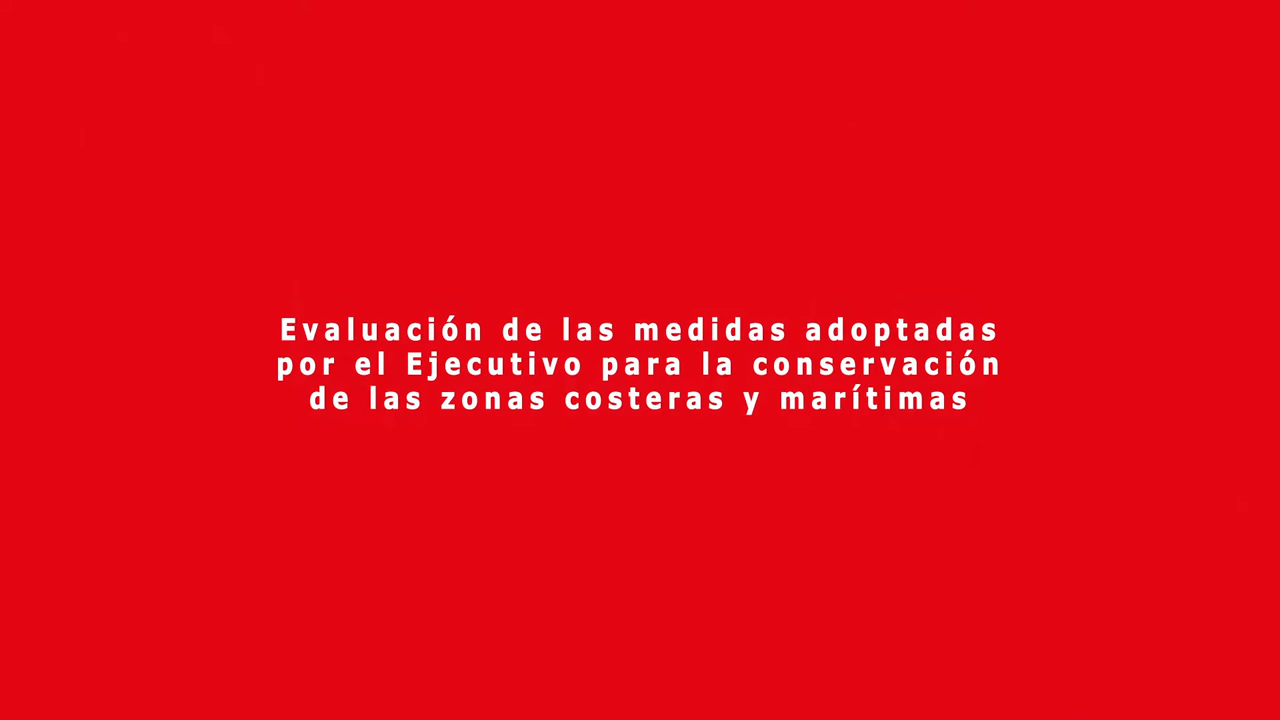 Evaluación de las medidas adoptadas
por el Ejecutivo para la conservación
de las zonas costeras y marítimas